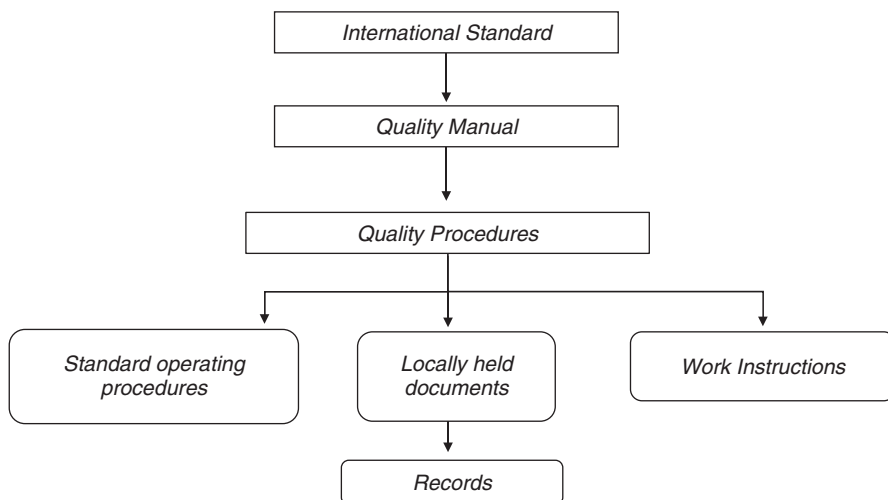 International Standard
Quality Manual
Quality Procedures
Standard operating
procedures
Locally held
documents
Work Instructions
Records